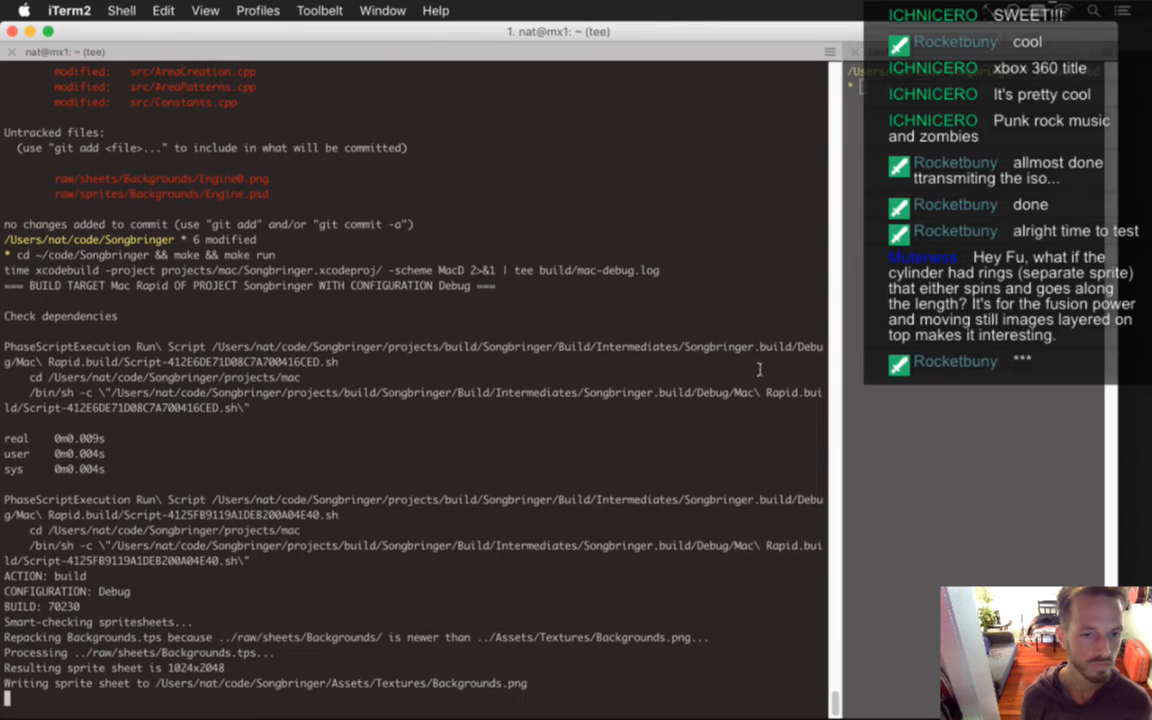 iTerm2 Shell Edit View Profiles Toolbelt Window Help
1. nat@mx1: ~ (tee)
nat@mx1: ~ (tee)
modified: src/AreaCreation.cpp
modified: src/AreaPatterns.cpp
modified: src/Constants.cpp
Untracked files:
(use "git add <file>..." to include in what will be committed)
raw/sheets/Backgrounds/Engine0.png
raw/sprites/Backgrounds/Engine.psd
no changes added to commit (use "git add" and/or "git commit -a")
/Users/nat/code/Songbringer * 6 modified
* cd ~/code/Songbringer && make && make run
time xcodebuild -project projects/mac/Songbringer.xcodeproj/ -scheme MacD 2>&1 | tee build/mac-debug.log
=== BUILD TARGET Mac Rapid OF PROJECT Songbringer WITH CONFIGURATION Debug ===
Check dependencies
PhaseScriptExecution Run\ Script /Users/nat/code/Songbringer/projects/build/Songbringer/Build/Intermediates/Songbringer.build/Debu
g/Mac\ Rapid.build/Script-412E6DE71D08C7A700416CED.sh
cd /Users/nat/code/Songbringer/projects/mac
/bin/sh -c \"/Users/nat/code/Songbringer/projects/build/Songbringer/Build/Intermediates/Songbringer.build/Debug/Mac\ Rapid.bui
ld/Script-412E6DE71D08C7A700416CED.sh\"
real 0m0.009s
user 0m0.004s
sys 0m0.004s
PhaseScriptExecution Run\ Script /Users/nat/code/Songbringer/projects/build/Songbringer/Build/Intermediates/Songbringer.build/Debu
g/Mac\ Rapid.build/Script-4125FB9119A1DEB200A04E40.sh
cd /Users/nat/code/Songbringer/projects/mac
/bin/sh -c \"/Users/nat/code/Songbringer/projects/build/Songbringer/Build/Intermediates/Songbringer.build/Debug/Mac\ Rapid.bui
ld/Script-4125FB9119A1DEB200A04E40.sh\"
ACTION: build
CONFIGURATION: Debug
BUILD: 70230
Smart-checking spritesheets...
Repacking Backgrounds.tps because ../raw/sheets/Backgrounds/ is newer than ../Assets/Textures/Backgrounds.png...
Processing ../raw/sheets/Backgrounds.tps...
Resulting sprite sheet is 1024x2048
Writing sprite sheet to /Users/nat/code/Songbringer/Assets/Textures/Backgrounds.png
ICHNICERO SWEET!!!
Rocketbuny cool
ICHNICERO xbox 360 title
ICHNICERO It's pretty cool
ICHNICERO Punk rock music
and zombies
Rocketbuny allmost done
ttransmiting the iso...
Rocketbuny done
Rocketbuny alright time to test
Muteness Hey Fu, what if the
cylinder had rings (separate sprite)
that either spins and goes along
the length? It's for the fusion power
and moving still images layered on
top makes it interesting.
Rocketbuny ***